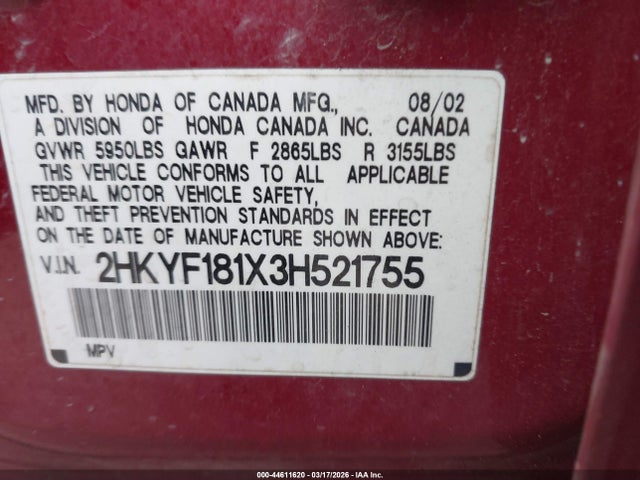 MFD. BY HONDA OF CANADA MFG., 08/02
A DIVISION OF HONDA CANADA INC. CANADA
GVWR 5950LBS GAWR F 2865LBS R 3155LBS
THIS VEHICLE CONFORMS TO ALL APPLICABLE
FEDERAL MOTOR VEHICLE SAFETY,
AND THEFT PREVENTION STANDARDS IN EFFECT
ON THE DATE OF MANUFACTURE SHOWN ABOVE:
V.I.N. 2HKYF181X3H521755
MPV
000-44611620 - 03/17/2026 - IAA Inc.